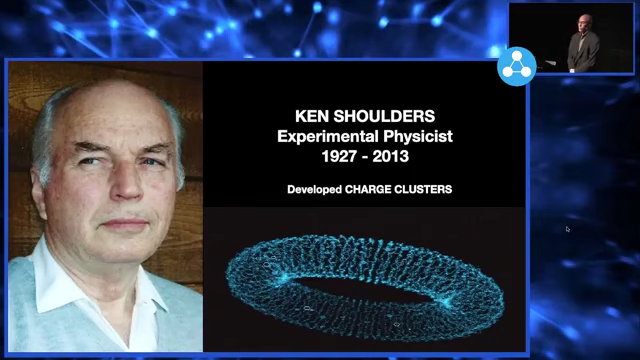 KEN SHOULDERS
Experimental Physicist
1927 - 2013
Developed CHARGE CLUSTERS